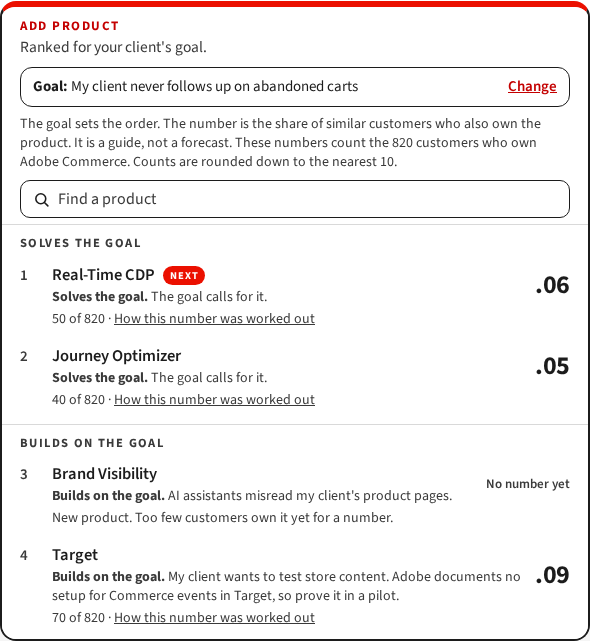 ADD PRODUCT
Ranked for your client's goal.
Goal: My client never follows up on abandoned carts Change
The goal sets the order. The number is the share of similar customers who also own the
product. It is a guide, not a forecast. These numbers count the 820 customers who own
Adobe Commerce. Counts are rounded down to the nearest 10.
Find a product
SOLVES THE GOAL
1 Real-Time CDP NEXT
Solves the goal. The goal calls for it.
.06
50 of 820 · How this number was worked out
2 Journey Optimizer
Solves the goal. The goal calls for it.
.05
40 of 820 · How this number was worked out
BUILDS ON THE GOAL
3 Brand Visibility
No number yet
Builds on the goal. AI assistants misread my client's product pages.
New product. Too few customers own it yet for a number.
4 Target
Builds on the goal. My client wants to test store content. Adobe documents no
.09
setup for Commerce events in Target, so prove it in a pilot.
70 of 820 · How this number was worked out